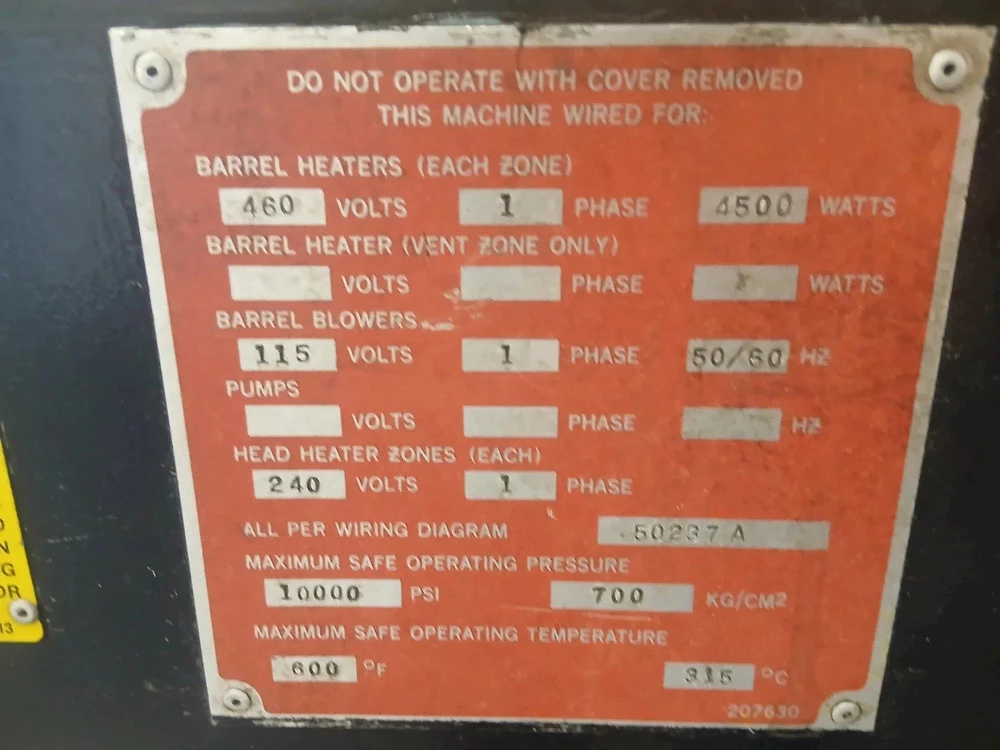 DO NOT OPERATE WITH COVER REMOVED
THIS MACHINE WIRED FOR:
BARREL HEATERS (EACH ZONE)
460 VOLTS 1 PHASE 4500 WATTS
BARREL HEATER (VENT ZONE ONLY)
VOLTS PHASE WATTS
BARREL BLOWERS
115 VOLTS 1 PHASE 50/60 HZ
PUMPS
VOLTS PHASE HZ
HEAD HEATER ZONES (EACH)
240 VOLTS 1 PHASE
ALL PER WIRING DIAGRAM 50237A
MAXIMUM SAFE OPERATING PRESSURE
10000 PSI 700 KG/CM2
MAXIMUM SAFE OPERATING TEMPERATURE
600 °F 315 °C
207630